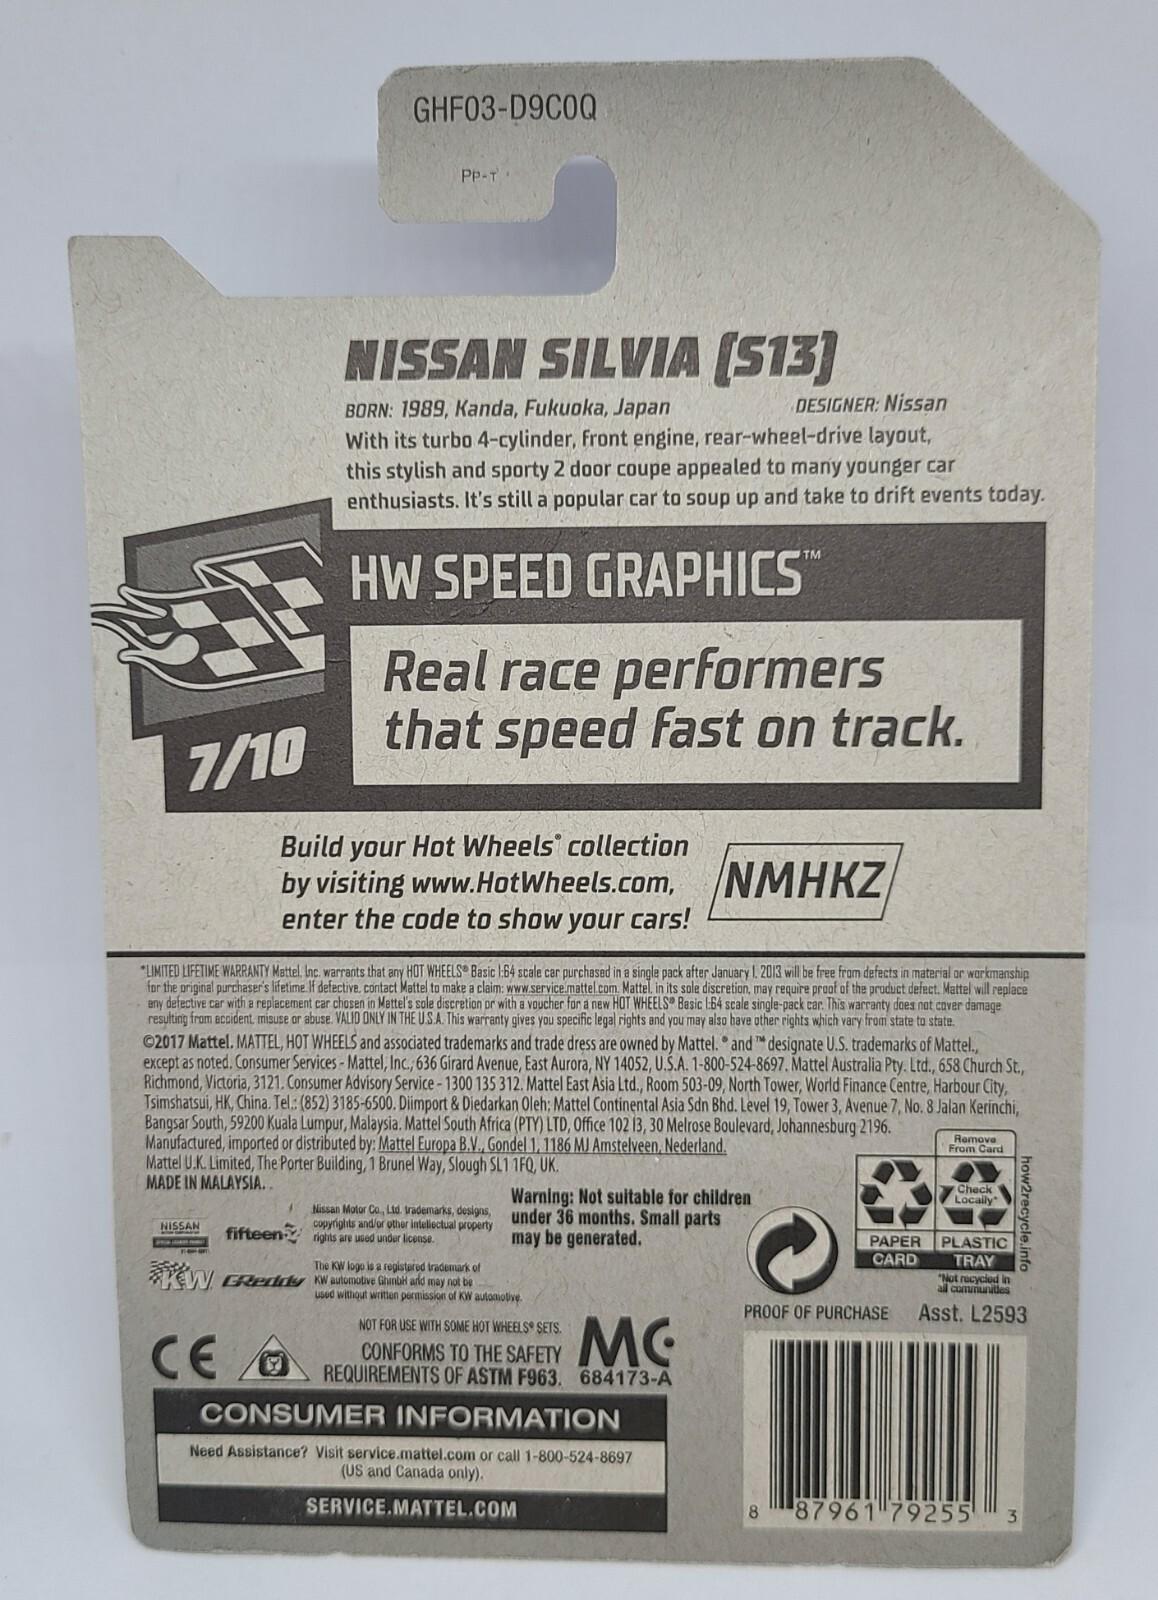 GHF03-D9C0Q
PP-T
NISSAN SILVIA (S13)
BORN: 1989, Kanda, Fukuoka, Japan DESIGNER: Nissan
With its turbo 4-cylinder, front engine, rear-wheel-drive layout,
this stylish and sporty 2 door coupe appealed to many younger car
enthusiasts. It's still a popular car to soup up and take to drift events today.
HW SPEED GRAPHICS™
Real race performers
that speed fast on track.
7/10
Build your Hot Wheels® collection
by visiting www.HotWheels.com,
enter the code to show your cars!
NMHKZ
*LIMITED LIFETIME WARRANTY Mattel, Inc. warrants that any HOT WHEELS® Basic 1:64 scale car purchased in a single pack after January 1, 2013 will be free from defects in material or workmanship
for the original purchaser's lifetime. If defective, contact Mattel to make a claim: www.service.mattel.com. Mattel, in its sole discretion, may require proof of the product defect. Mattel will replace
any defective car with a replacement car chosen in Mattel's sole discretion or with a voucher for a new HOT WHEELS® Basic 1:64 scale single-pack car. This warranty does not cover damage
resulting from accident, misuse or abuse. VALID ONLY IN THE U.S.A. This warranty gives you specific legal rights and you may also have other rights which vary from state to state.
©2017 Mattel. MATTEL, HOT WHEELS and associated trademarks and trade dress are owned by Mattel. ® and ™ designate U.S. trademarks of Mattel.,
except as noted. Consumer Services - Mattel, Inc., 636 Girard Avenue, East Aurora, NY 14052, U.S.A. 1-800-524-8697. Mattel Australia Pty. Ltd., 658 Church St.,
Richmond, Victoria, 3121. Consumer Advisory Service - 1300 135 312. Mattel East Asia Ltd., Room 503-09, North Tower, World Finance Centre, Harbour City,
Tsimshatsui, HK, China. Tel.: (852) 3185-6500. Diimport & Diedarkan Oleh: Mattel Continental Asia Sdn Bhd. Level 19, Tower 3, Avenue 7, No. 8 Jalan Kerinchi,
Bangsar South, 59200 Kuala Lumpur, Malaysia. Mattel South Africa (PTY) LTD, Office 102 I3, 30 Melrose Boulevard, Johannesburg 2196.
Manufactured, imported or distributed by: Mattel Europa B.V., Gondel 1, 1186 MJ Amstelveen, Nederland.
Mattel U.K. Limited, The Porter Building, 1 Brunel Way, Slough SL1 1FQ, UK.
MADE IN MALAYSIA.
NISSAN
fifteen52
Nissan Motor Co., Ltd. trademarks, designs,
copyrights and/or other intellectual property
rights are used under license.
KW GReddy
The KW logo is a registered trademark of
KW automotive GmbH and may not be
used without written permission of KW automotive.
Warning: Not suitable for children
under 36 months. Small parts
may be generated.
Remove
From Card
Check
Locally*
PAPER PLASTIC
CARD TRAY
*Not recycled in
all communities
how2recycle.info
NOT FOR USE WITH SOME HOT WHEELS® SETS.
CE
CONFORMS TO THE SAFETY
REQUIREMENTS OF ASTM F963.
MC
684173-A
PROOF OF PURCHASE Asst. L2593
CONSUMER INFORMATION
Need Assistance? Visit service.mattel.com or call 1-800-524-8697
(US and Canada only).
SERVICE.MATTEL.COM
8 87961 79255 3